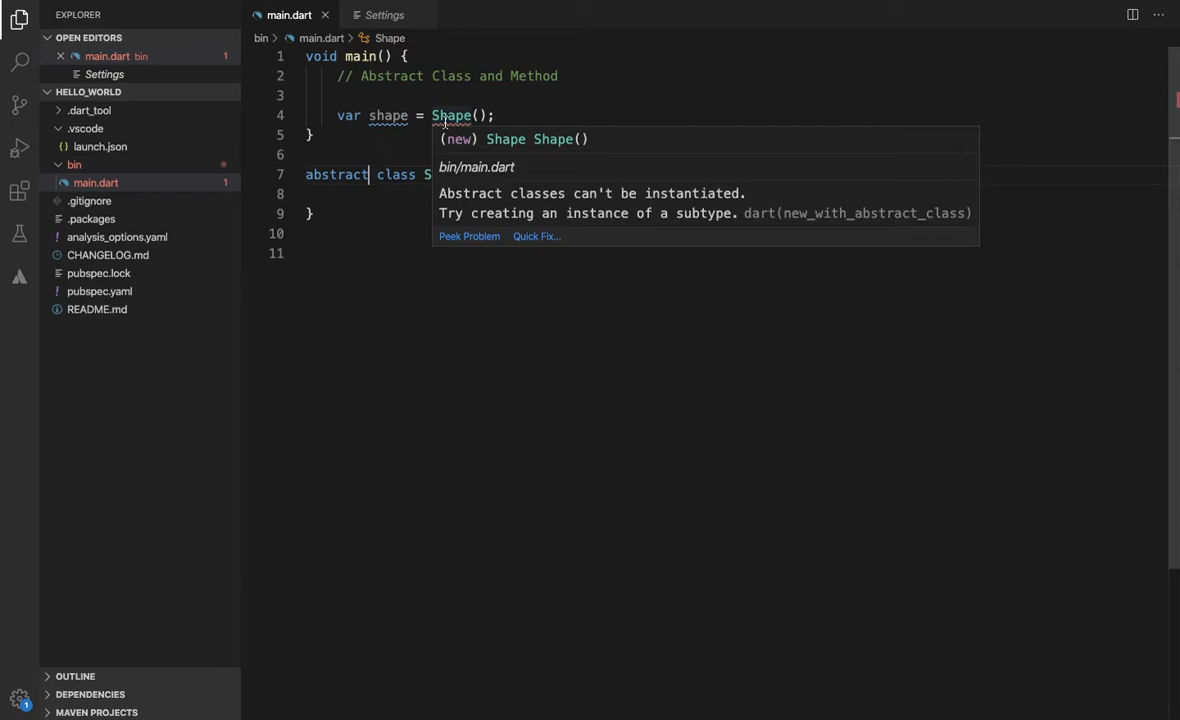 EXPLORER
OPEN EDITORS
main.dart bin 1
Settings
HELLO_WORLD
.dart_tool
.vscode
launch.json
bin
main.dart 1
.gitignore
.packages
analysis_options.yaml
CHANGELOG.md
pubspec.lock
pubspec.yaml
README.md
OUTLINE
DEPENDENCIES
MAVEN PROJECTS
1
main.dart
Settings
bin > main.dart > Shape
1 void main() {
2 // Abstract Class and Method
3
4 var shape = Shape();
5 }
6
7 abstract class S
8
9 }
10
11
(new) Shape Shape()
bin/main.dart
Abstract classes can't be instantiated.
Try creating an instance of a subtype. dart(new_with_abstract_class)
Peek Problem Quick Fix...